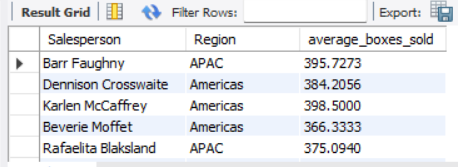 Result Grid Filter Rows: Export:
Salesperson Region average_boxes_sold
Barr Faughny APAC 395.7273
Dennison Crosswaite Americas 384.2056
Karlen McCaffrey Americas 398.5000
Beverie Moffet Americas 366.3333
Rafaelita Blaksland APAC 375.0940